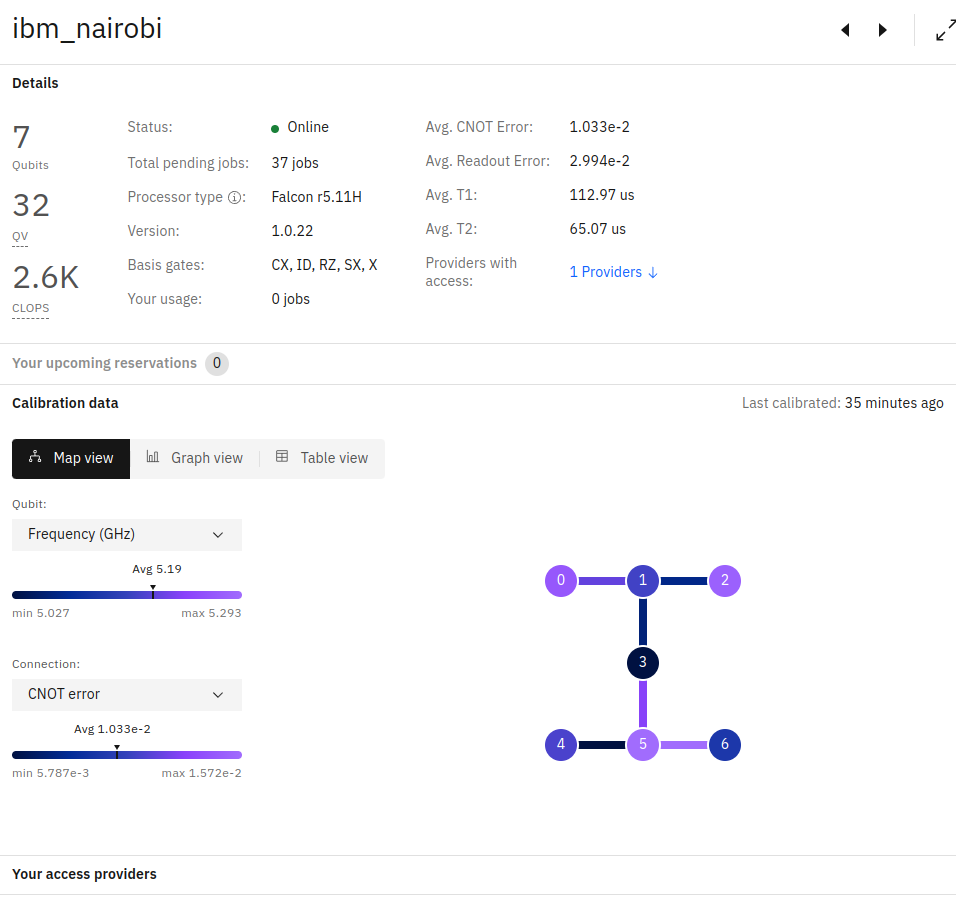 ibm_nairobi
Details
7
Qubits
32
QV
2.6K
CLOPS
Status: Online
Total pending jobs: 37 jobs
Processor type : Falcon r5.11H
Version: 1.0.22
Basis gates: CX, ID, RZ, SX, X
Your usage: 0 jobs
Avg. CNOT Error: 1.033e-2
Avg. Readout Error: 2.994e-2
Avg. T1: 112.97 us
Avg. T2: 65.07 us
Providers with
access:
1 Providers ↓
Your upcoming reservations 0
Calibration data
Last calibrated: 35 minutes ago
Map view Graph view Table view
Qubit:
Frequency (GHz)
Avg 5.19
min 5.027 max 5.293
Connection:
CNOT error
Avg 1.033e-2
min 5.787e-3 max 1.572e-2
0 1 2
3
4 5 6
Your access providers